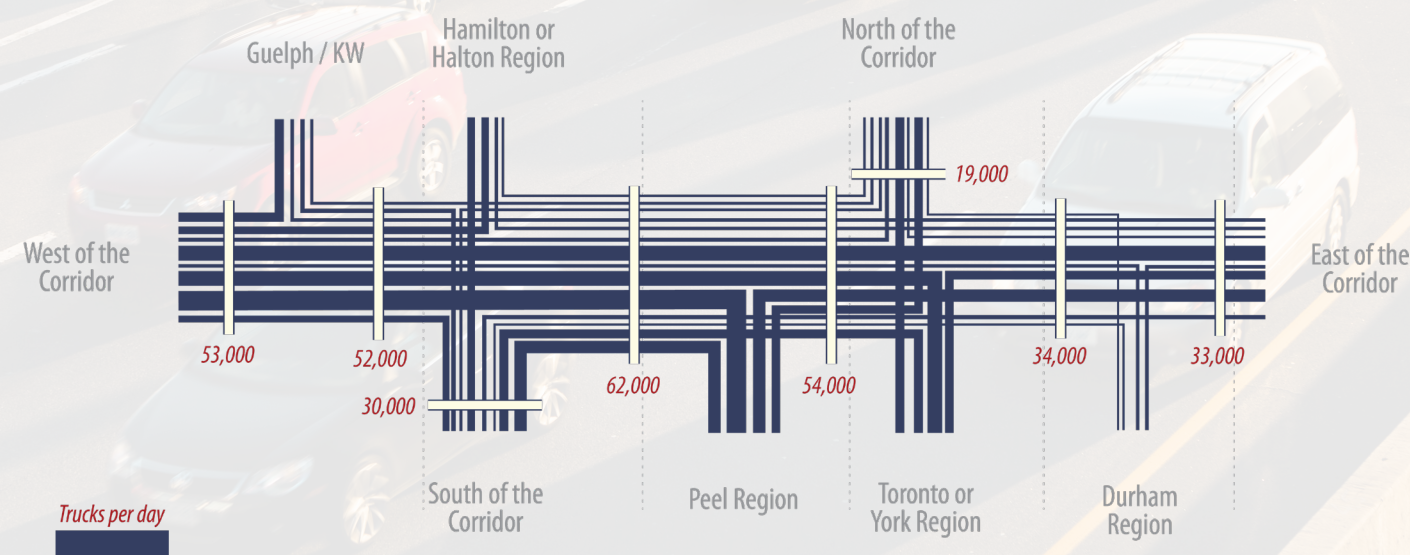 Guelph / KW
Hamilton or
Halton Region
North of the
Corridor
19,000
West of the
Corridor
East of the
Corridor
53,000
52,000
62,000
54,000
34,000
33,000
30,000
South of the
Corridor
Peel Region
Toronto or
York Region
Durham
Region
Trucks per day